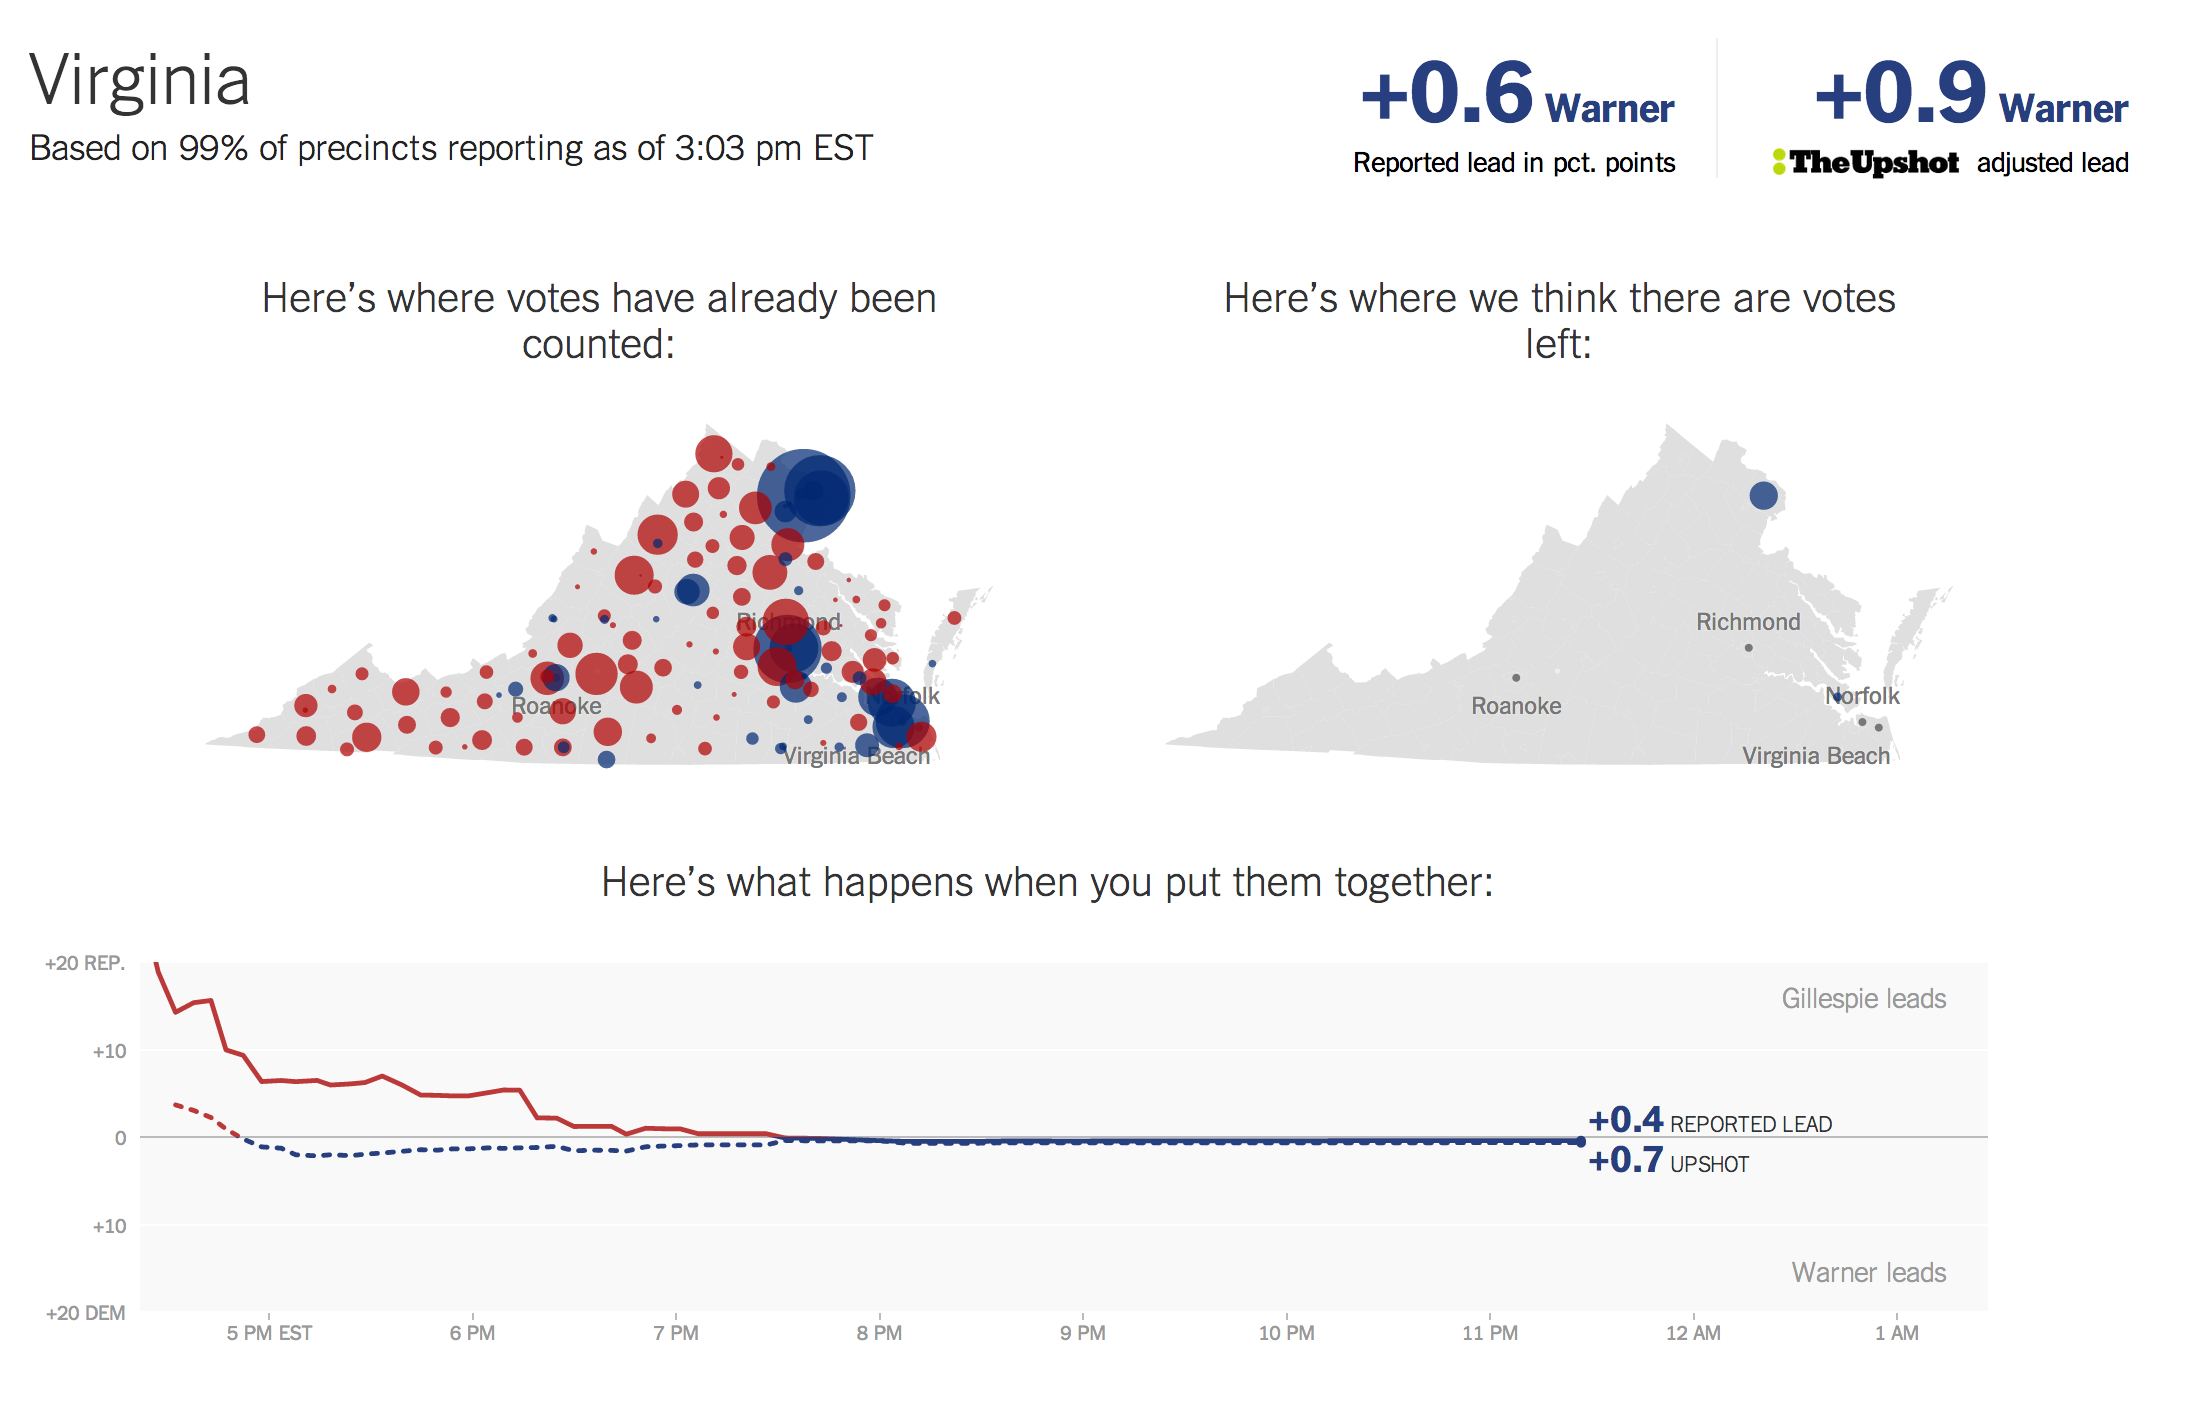 Virginia
Based on 99% of precincts reporting as of 3:03 pm EST
+0.6 Warner
Reported lead in pct. points
+0.9 Warner
TheUpshot adjusted lead
Here’s where votes have already been
counted:
Richmond
Roanoke
Norfolk
Virginia Beach
Here’s where we think there are votes
left:
Richmond
Roanoke
Norfolk
Virginia Beach
Here’s what happens when you put them together:
+20 REP.
+10
0
+10
+20 DEM
Gillespie leads
+0.4 REPORTED LEAD
+0.7 UPSHOT
Warner leads
5 PM EST
6 PM
7 PM
8 PM
9 PM
10 PM
11 PM
12 AM
1 AM